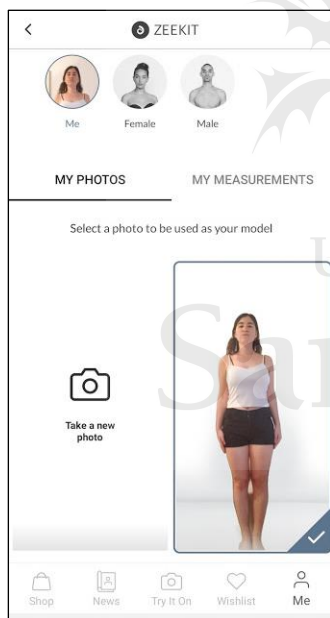 ZEEKIT
Me Female Male
MY PHOTOS MY MEASUREMENTS
Select a photo to be used as your model
Take a new
photo
Shop News Try It On Wishlist Me